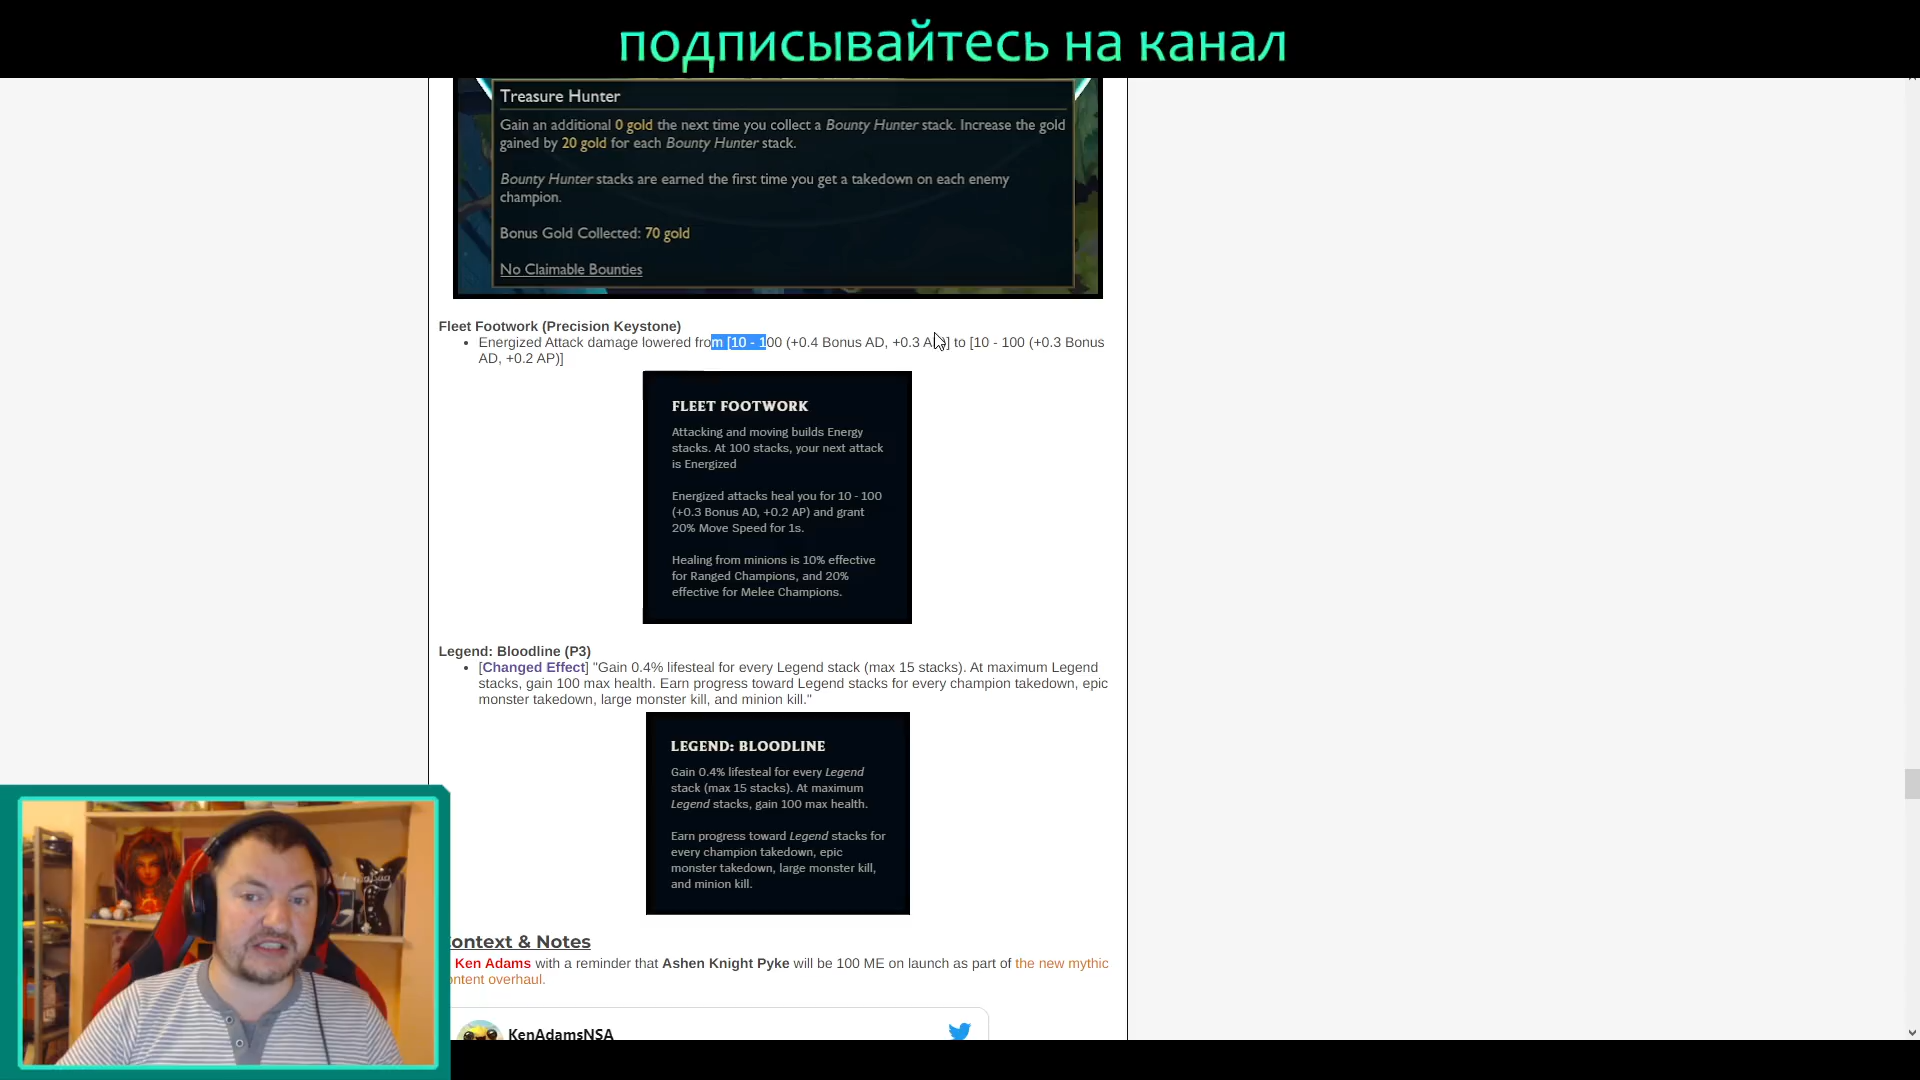 подписывайтесь на канал
Treasure Hunter
Gain an additional 0 gold the next time you collect a Bounty Hunter stack. Increase the gold
gained by 20 gold for each Bounty Hunter stack.
Bounty Hunter stacks are earned the first time you get a takedown on each enemy
champion.
Bonus Gold Collected: 70 gold
No Claimable Bounties
Fleet Footwork (Precision Keystone)
• Energized Attack damage lowered from [10 - 100 (+0.4 Bonus AD, +0.3 A )] to [10 - 100 (+0.3 Bonus
AD, +0.2 AP)]
FLEET FOOTWORK
Attacking and moving builds Energy
stacks. At 100 stacks, your next attack
is Energized
Energized attacks heal you for 10 - 100
(+0.3 Bonus AD, +0.2 AP) and grant
20% Move Speed for 1s.
Healing from minions is 10% effective
for Ranged Champions, and 20%
effective for Melee Champions.
Legend: Bloodline (P3)
• [Changed Effect] "Gain 0.4% lifesteal for every Legend stack (max 15 stacks). At maximum Legend
stacks, gain 100 max health. Earn progress toward Legend stacks for every champion takedown, epic
monster takedown, large monster kill, and minion kill."
LEGEND: BLOODLINE
Gain 0.4% lifesteal for every Legend
stack (max 15 stacks). At maximum
Legend stacks, gain 100 max health.
Earn progress toward Legend stacks for
every champion takedown, epic
monster takedown, large monster kill,
and minion kill.
ontext & Notes
Ken Adams with a reminder that Ashen Knight Pyke will be 100 ME on launch as part of the new mythic
ontent overhaul.
KenAdamsNSA